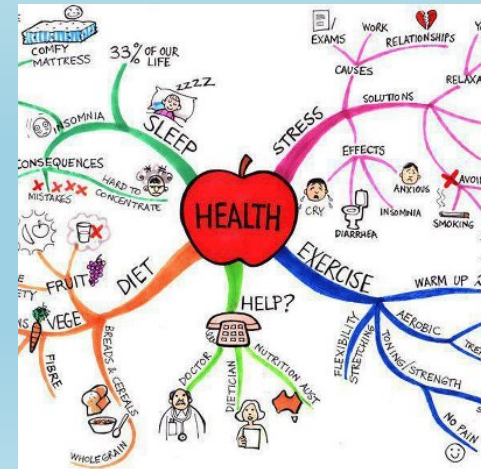 COMFY
MATTRESS
33% OF OUR
LIFE
ZZZZ
SLEEP
INSOMNIA
CONSEQUENCES
MISTAKES
HARD TO
CONCENTRATE
EXAMS
WORK
RELATIONSHIPS
CAUSES
STRESS
SOLUTIONS
EFFECTS
CRY
DIARRHEA
INSOMNIA
ANXIOUS
SMOKING
HEALTH
DIET
FRUIT
VEGE
FIBRE
BREADS & CEREALS
WHOLEGRAIN
HELP?
DOCTOR
DIETICIAN
NUTRITION AUST
EXERCISE
WARM UP
AEROBIC
FLEXIBILITY
STRETCHING
TONING/STRENGTH
NO PAIN